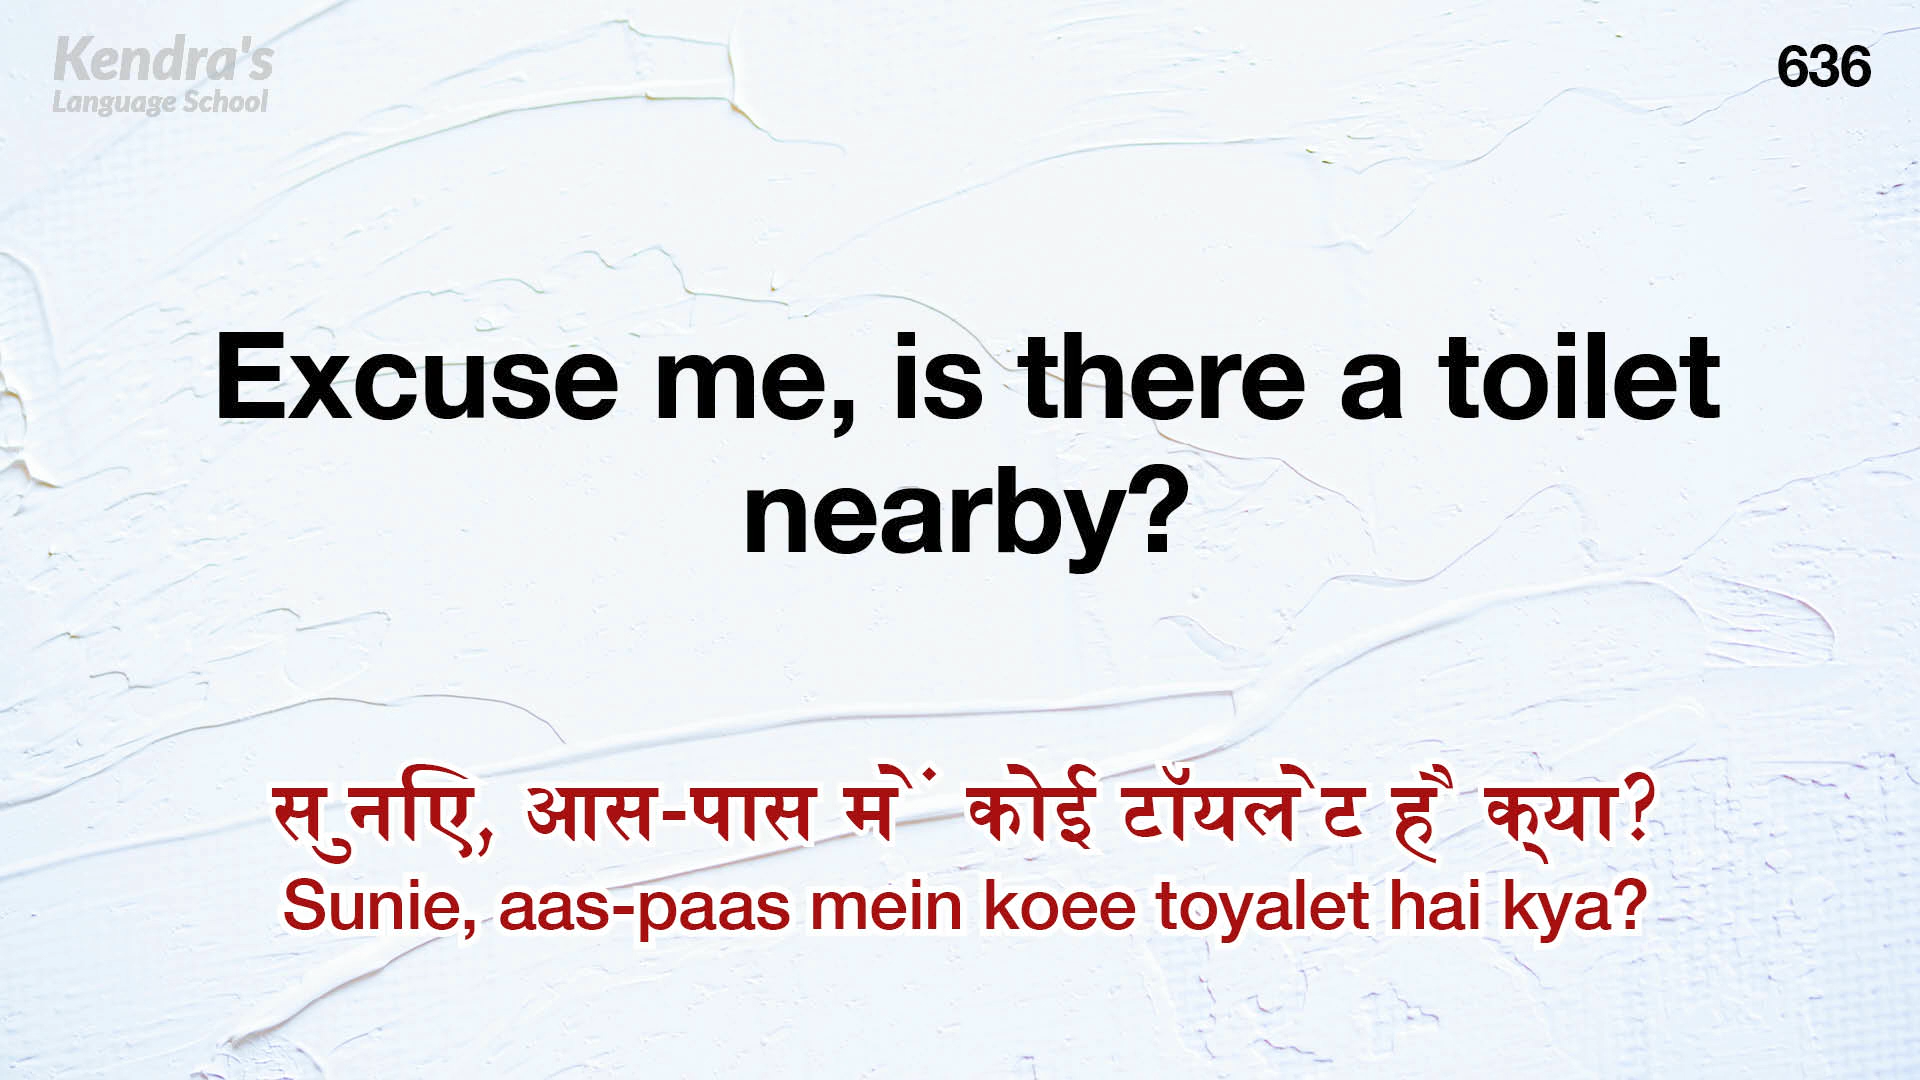 Kendra's
Language School
636
Excuse me, is there a toilet
nearby?
सुनिए, आस-पास में कोई टॉयलेट है क्या?
Sunie, aas-paas mein koee toyalet hai kya?